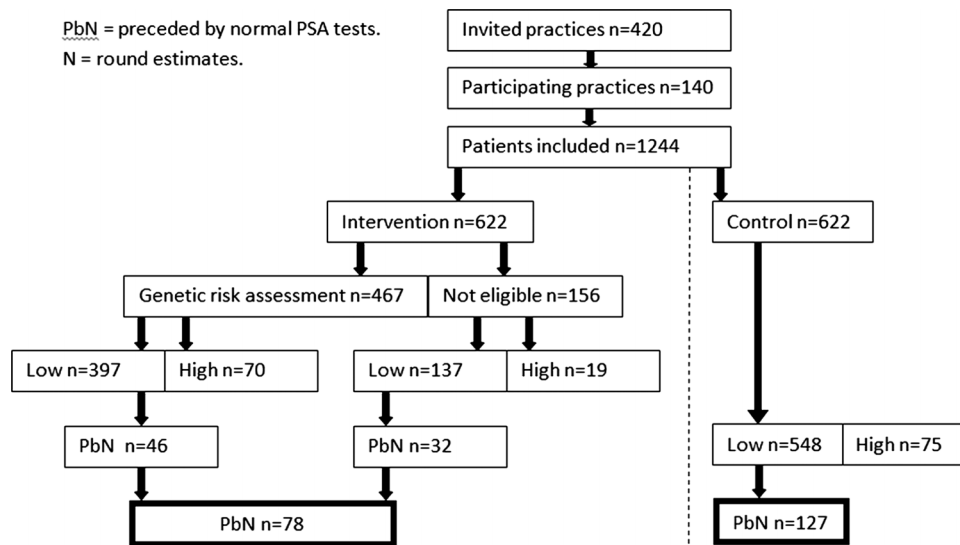 PbN = preceded by normal PSA tests.
N = round estimates.
Invited practices n=420
Participating practices n=140
Patients included n=1244
Intervention n=622
Control n=622
Genetic risk assessment n=467
Not eligible n=156
Low n=397
High n=70
Low n=137
High n=19
PbN n=46
PbN n=32
Low n=548
High n=75
PbN n=78
PbN n=127